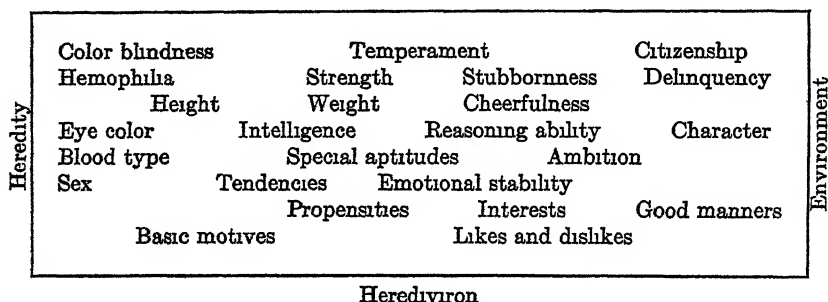 Color blindness Temperament Citizenship
Hemophilia Strength Stubbornness Delinquency
Height Weight Cheerfulness
Heredity
Eye color Intelligence Reasoning ability Character
Environment
Blood type Special aptitudes Ambition
Sex Tendencies Emotional stability
Propensities Interests Good manners
Basic motives Likes and dislikes
Herediviron